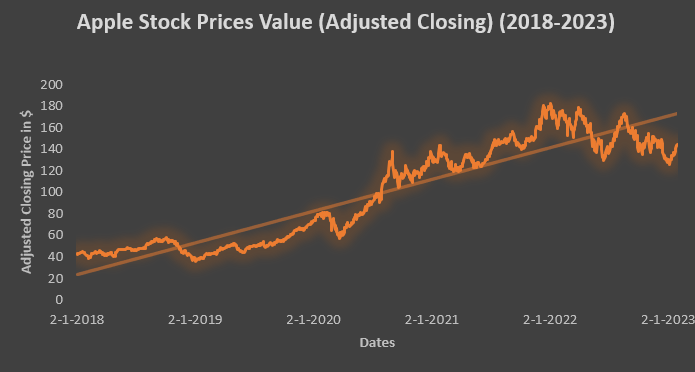 Apple Stock Prices Value (Adjusted Closing) (2018-2023)
Adjusted Closing Price in $
200
180
160
140
120
100
80
60
40
20
0
2-1-2018 2-1-2019 2-1-2020 2-1-2021 2-1-2022 2-1-2023
Dates